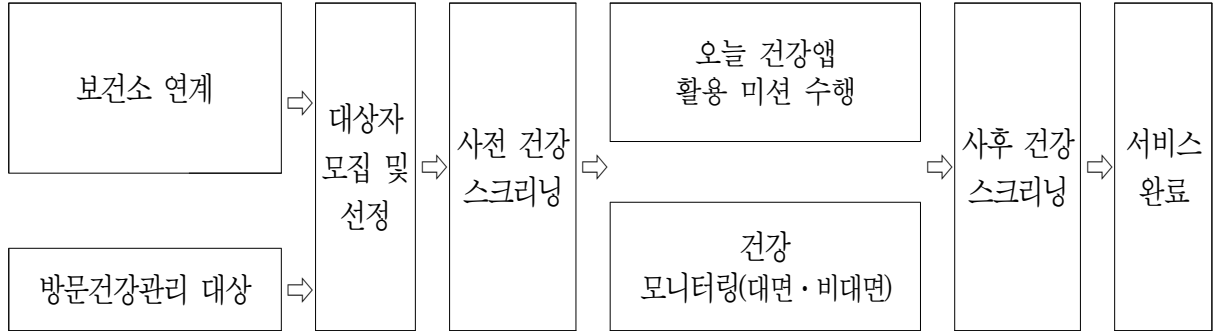 보건소 연계
방문건강관리 대상
대상자
모집 및
선정
사전 건강
스크리닝
오늘 건강앱
활용 미션 수행
건강
모니터링(대면・비대면)
사후 건강
스크리닝
서비스
완료